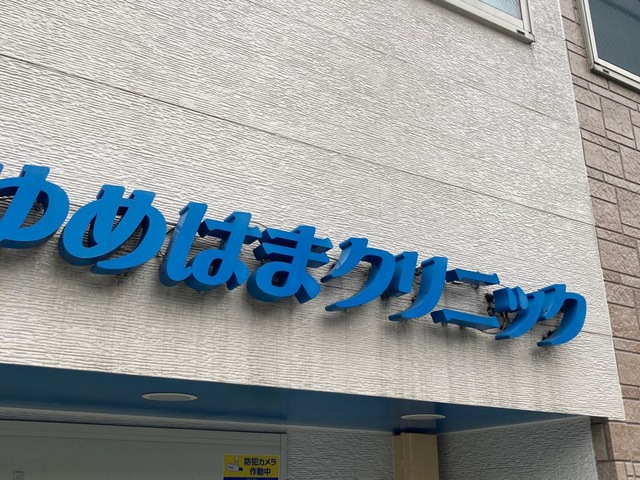 ゆめはまクリニック
防犯カメラ
作動中